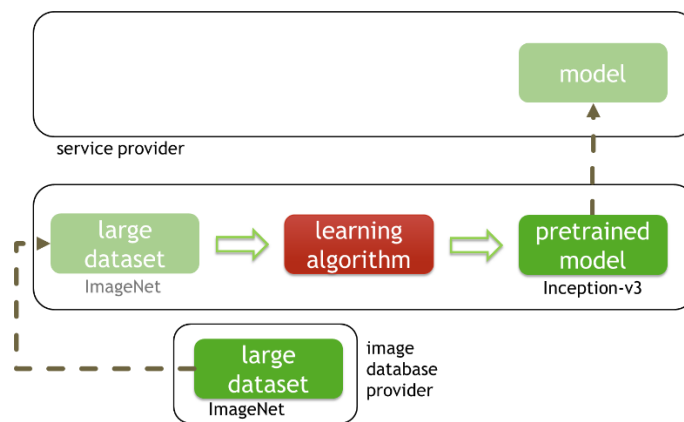 model
service provider
large
dataset
ImageNet
learning
algorithm
pretrained
model
Inception-v3
large
dataset
ImageNet
image
database
provider